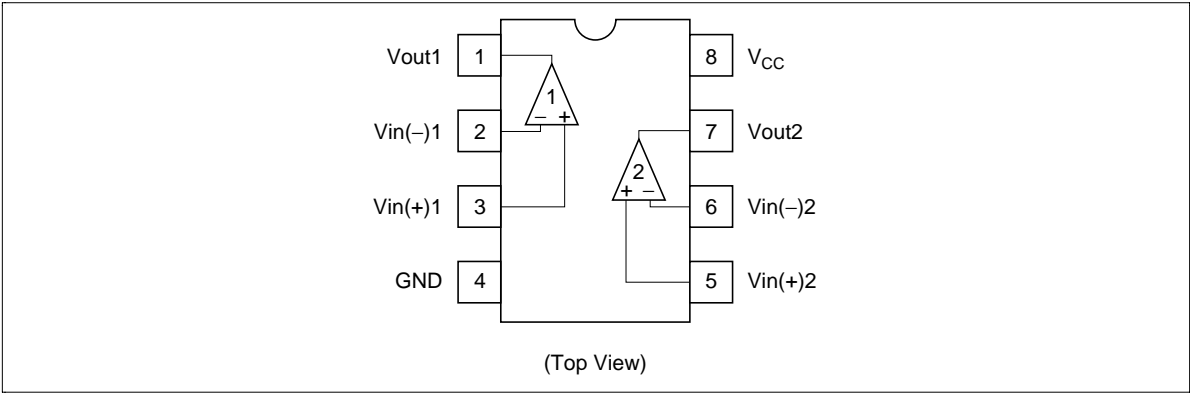 Vout1 1 8 VCC
1
− +
Vin(−)1 2 7 Vout2
2
+ −
Vin(+)1 3 6 Vin(−)2
GND 4 5 Vin(+)2
(Top View)